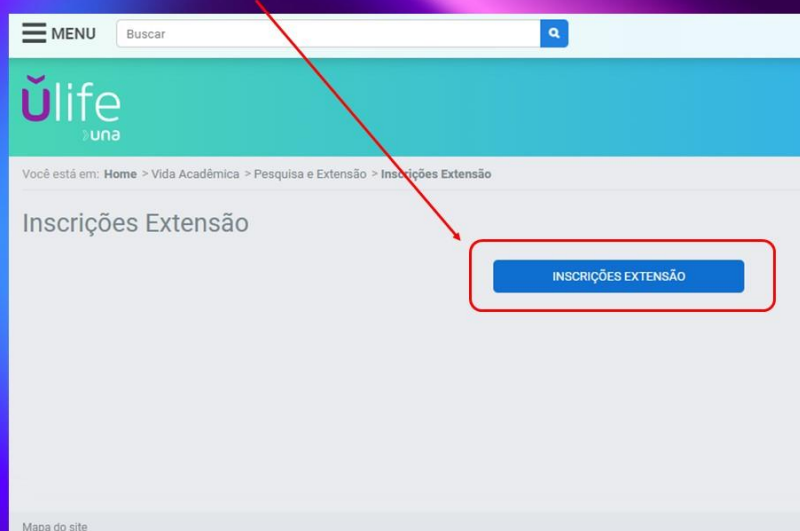 MENU
Buscar
ŭlife
una
Você está em: Home > Vida Acadêmica > Pesquisa e Extensão > Inscrições Extensão
Inscrições Extensão
INSCRIÇÕES EXTENSÃO
Mapa do site